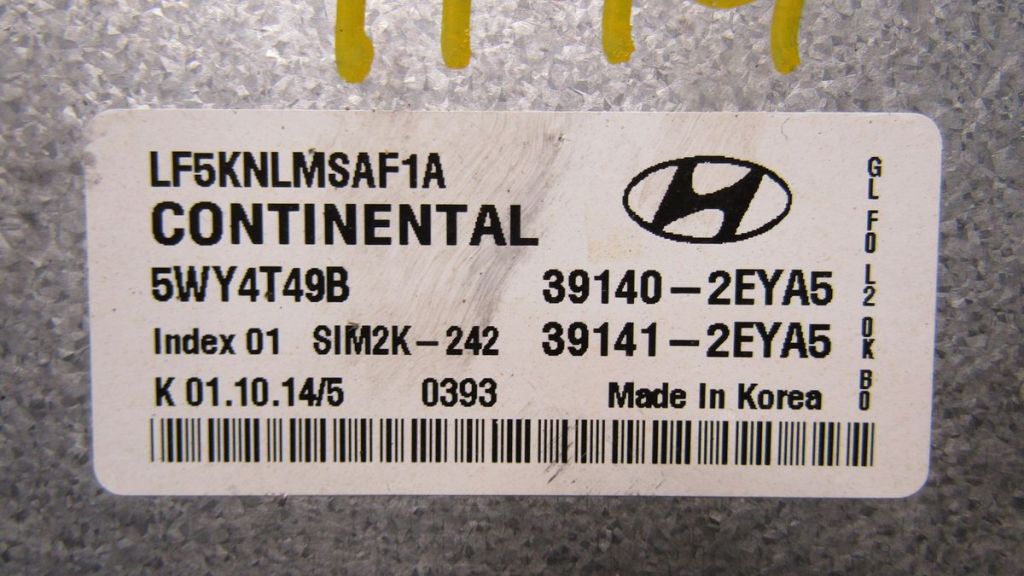 LF5KNLMSAF1A
CONTINENTAL
5WY4T49B 39140-2EYA5
Index 01 SIM2K-242 39141-2EYA5
K 01.10.14/5 0393 Made In Korea
GL F0 L2 0K B0